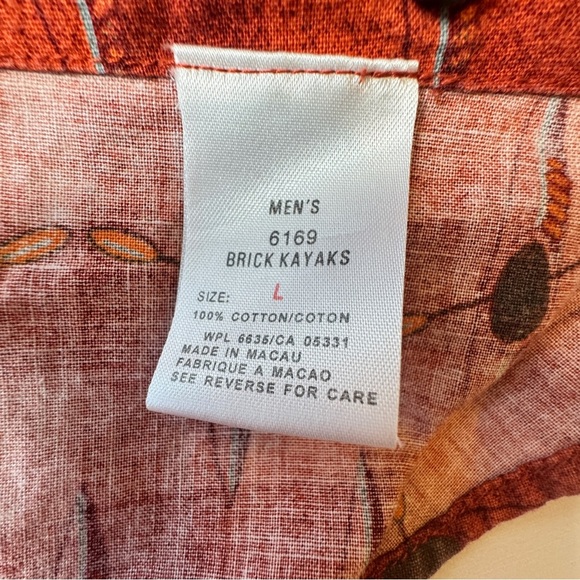 MEN'S
6169
BRICK KAYAKS
SIZE: L
100% COTTON/COTON
WPL 6635/CA 05331
MADE IN MACAU
FABRIQUE A MACAO
SEE REVERSE FOR CARE